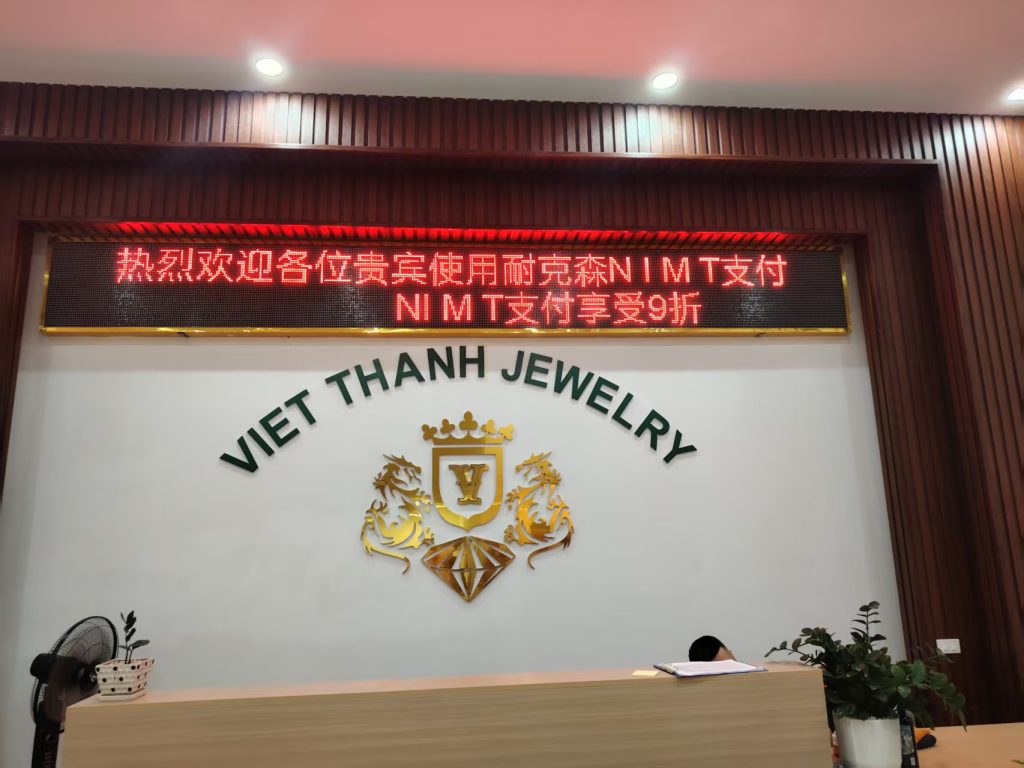 热烈欢迎各位贵宾使用耐克森NIMT支付
NIMT支付享受9折
VIET THANH JEWELRY
V